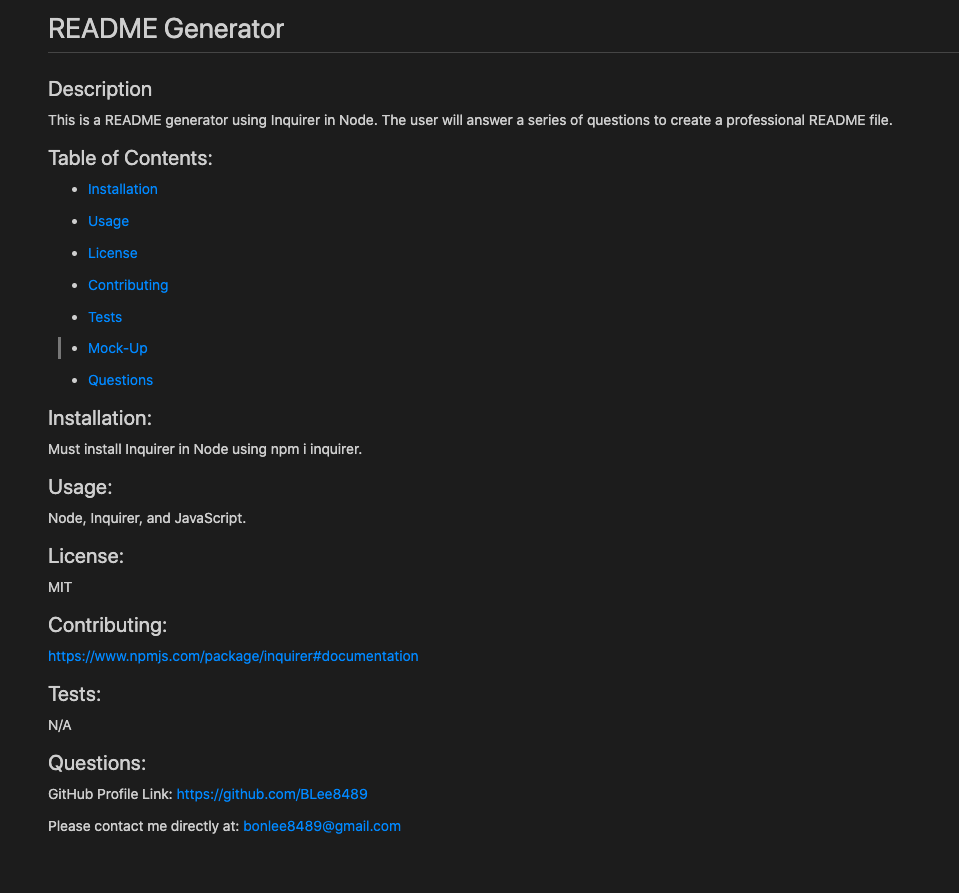 README Generator
Description
This is a README generator using Inquirer in Node. The user will answer a series of questions to create a professional README file.
Table of Contents:
Installation
Usage
License
Contributing
Tests
Mock-Up
Questions
Installation:
Must install Inquirer in Node using npm i inquirer.
Usage:
Node, Inquirer, and JavaScript.
License:
MIT
Contributing:
https://www.npmjs.com/package/inquirer#documentation
Tests:
N/A
Questions:
GitHub Profile Link: https://github.com/BLee8489
Please contact me directly at: bonlee8489@gmail.com